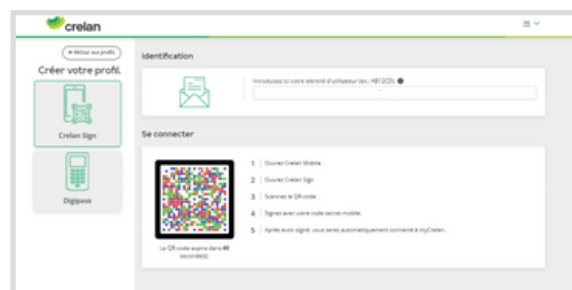 crelan
← Retour aux profils
Créer votre profil.
Crelan Sign
Digipass
Identification
Introduisez ici votre identité d'utilisateur (ex.: AB12CD).
Se connecter
1 Ouvrez Crelan Mobile
2 Ouvrez Crelan Sign
3 Scannez le QR-code.
4 Signez avec votre code secret mobile.
5 Après avoir signé, vous serez automatiquement connecté à myCrelan.
Le QR-code expire dans 48
seconde(s).